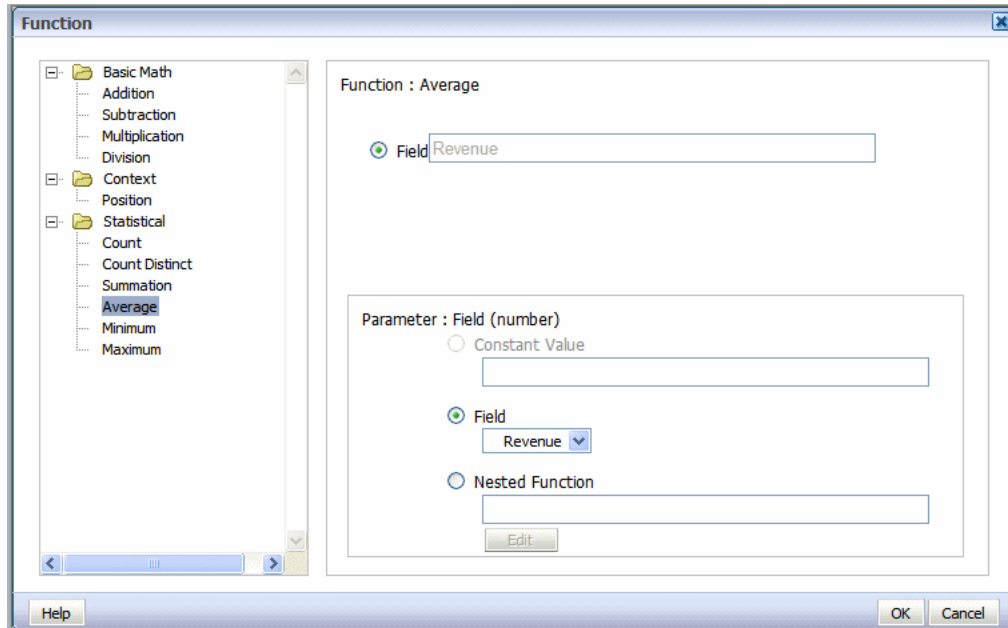 Function
Basic Math
Addition
Subtraction
Multiplication
Division
Context
Position
Statistical
Count
Count Distinct
Summation
Average
Minimum
Maximum
Function : Average
Field Revenue
Parameter : Field (number)
Constant Value
Field
Revenue
Nested Function
Edit
Help OK Cancel